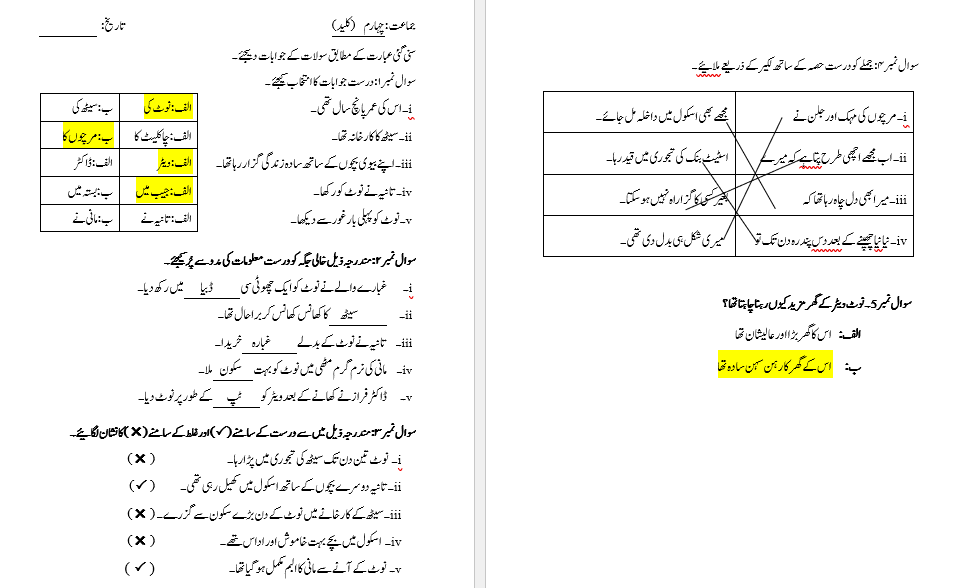 جماعت: چہارم (کلید) تاریخ: ________
سنی گئی عبارت کے مطابق سوالات کے جوابات دیجئے۔
سوال نمبر۱: درست جوابات کا انتخاب کیجئے۔
i۔ اس کی عمر پانچ سال تھی۔ الف: نوٹ کی ب: سیٹھ کی
ii۔ سیٹھ کا کارخانہ تھا۔ الف: چاکلیٹ کا ب: مرچوں کا
iii۔ اپنے بیوی بچوں کے ساتھ سادہ زندگی گزار رہا تھا۔ الف: ویٹر الف: ڈاکٹر
iv۔ تانیہ نے نوٹ کو رکھا۔ الف: جیب میں ب: بستہ میں
v۔ نوٹ کو پہلی بار غور سے دیکھا۔ الف: تانیہ نے ب: مانی نے
سوال نمبر۲: مندرجہ ذیل خالی جگہ کو درست معلومات کی مدد سے پُر کیجئے۔
i۔ غبارے والے نے نوٹ کو ایک چھوٹی سی ڈبیا میں رکھ دیا۔
ii۔ سیٹھ کا کھانس کھانس کر برا حال تھا۔
iii۔ تانیہ نے نوٹ کے بدلے غبارہ خریدا۔
iv۔ مانی کی نرم گرم مٹھی میں نوٹ کو بہت سکون ملا۔
v۔ ڈاکٹر فراز نے کھانے کے بعد ویٹر کو ٹپ کے طور پر نوٹ دیا۔
سوال نمبر۳: مندرجہ ذیل میں سے درست کے سامنے (✓) اور غلط کے سامنے (✗) کا نشان لگائیے۔
i۔ نوٹ تین دن تک سیٹھ کی تجوری میں پڑا رہا۔ (✗)
ii۔ تانیہ دوسرے بچوں کے ساتھ اسکول میں کھیل رہی تھی۔ (✓)
iii۔ سیٹھ کے کارخانے میں نوٹ کے دن بڑے سکون سے گزرے۔ (✗)
iv۔ اسکول میں بچے بہت خاموش اور اداس تھے۔ (✗)
v۔ نوٹ کے آنے سے مانی کا البم مکمل ہو گیا تھا۔ (✓)
سوال نمبر۴: جملے کو درست حصہ کے ساتھ لکیر کے ذریعے ملائیے۔
i۔ مرچوں کی مہک اور جلن نے مجھے بھی اسکول میں داخلہ مل جائے۔
ii۔ اب مجھے اچھی طرح پتا ہے کہ میرے اسٹیٹ بنک کی تجوری میں قید رہا۔
iii۔ میرا بھی دل چاہ رہا تھا کہ بغیر کسی کا گزارا نہیں ہو سکتا۔
iv۔ نیا نیا چھپنے کے بعد دس پندرہ دن تک تو میری شکل ہی بدل دی تھی۔
سوال نمبر 5۔ نوٹ ویٹر کے گھر مزید کیوں رہنا چاہتا تھا؟
الف: اس کا گھر بڑا اور عالیشان تھا
ب: اس کے گھر کا رہن سہن سادہ تھا